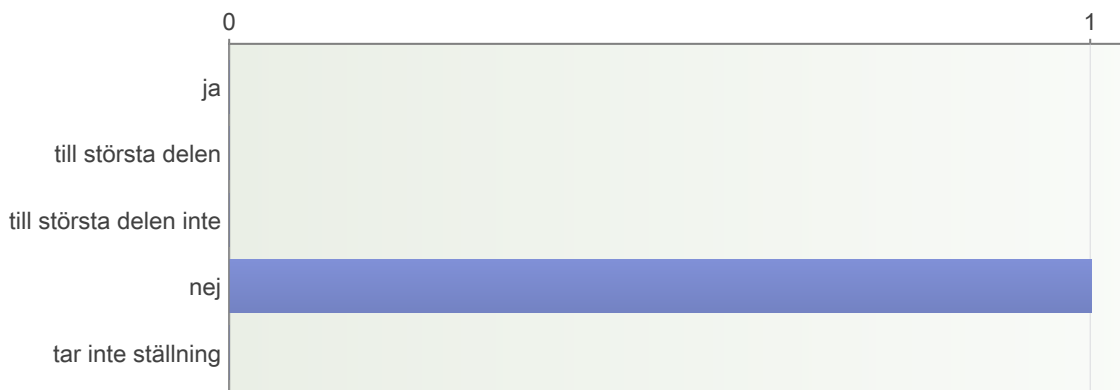 0 1
ja
till största delen
till största delen inte
nej
tar inte ställning